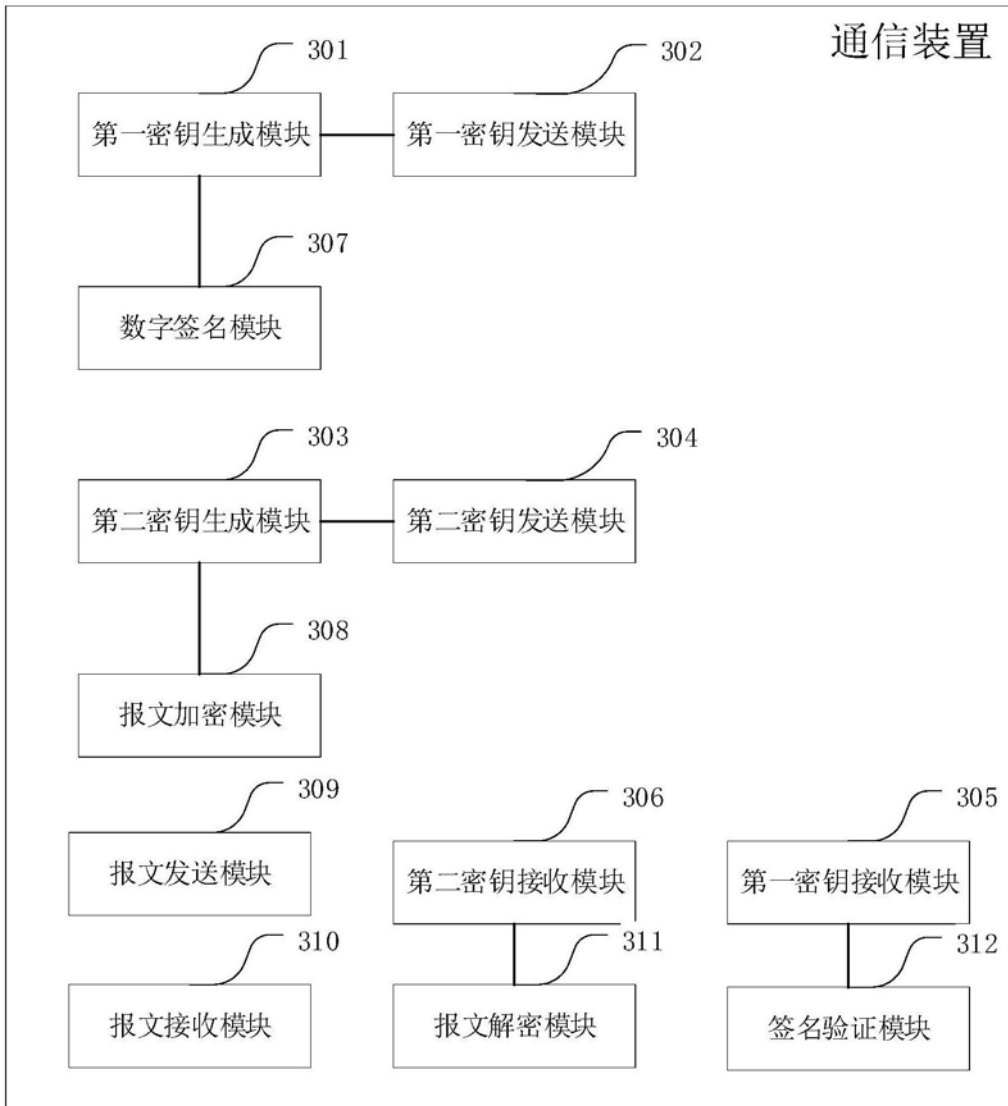 通信装置
301
302
第一密钥生成模块
第一密钥发送模块
307
数字签名模块
303
304
第二密钥生成模块
第二密钥发送模块
308
报文加密模块
309
306
305
报文发送模块
第二密钥接收模块
第一密钥接收模块
310
311
312
报文接收模块
报文解密模块
签名验证模块